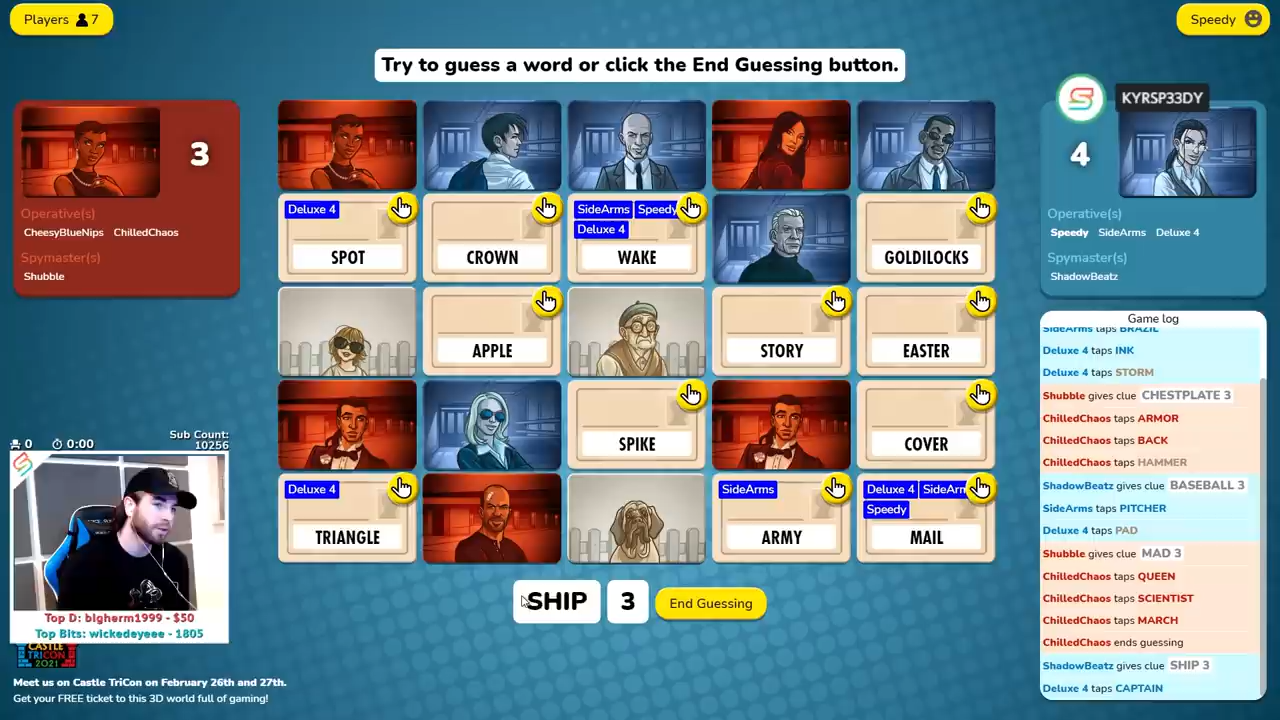 Players 7
Speedy
Try to guess a word or click the End Guessing button.
3
Operative(s)
CheesyBlueNips ChilledChaos
Spymaster(s)
Shubble
KYRSP33DY
4
Operative(s)
Speedy SideArms Deluxe 4
Spymaster(s)
ShadowBeatz
Deluxe 4
SPOT
CROWN
SideArms Speedy
Deluxe 4
WAKE
GOLDILOCKS
APPLE
STORY
EASTER
SPIKE
COVER
Deluxe 4
TRIANGLE
SideArms
ARMY
Deluxe 4 SideArm
Speedy
MAIL
SHIP 3 End Guessing
Game log
SideArms taps BRAZIL
Deluxe 4 taps INK
Deluxe 4 taps STORM
Shubble gives clue CHESTPLATE 3
ChilledChaos taps ARMOR
ChilledChaos taps BACK
ChilledChaos taps HAMMER
ShadowBeatz gives clue BASEBALL 3
SideArms taps PITCHER
Deluxe 4 taps PAD
Shubble gives clue MAD 3
ChilledChaos taps QUEEN
ChilledChaos taps SCIENTIST
ChilledChaos taps MARCH
ChilledChaos ends guessing
ShadowBeatz gives clue SHIP 3
Deluxe 4 taps CAPTAIN
0 0:00
Sub Count:
10256
Top D: bigherm1999 - $50
Top Bits: wickedyeee - 1805
CASTLE
TRICON
2021
Meet us on Castle TriCon on February 26th and 27th.
Get your FREE ticket to this 3D world full of gaming!